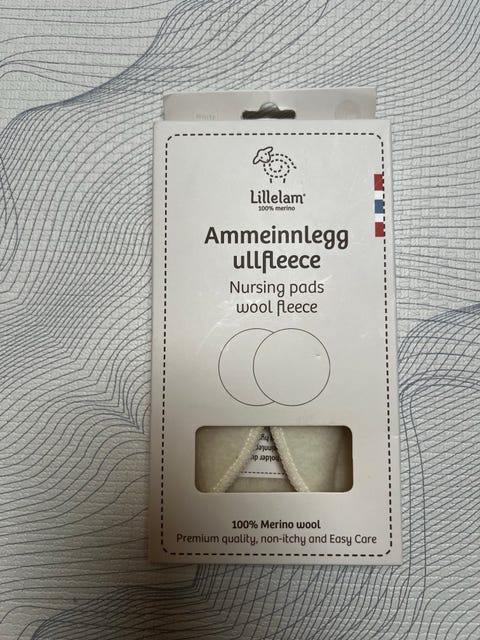 Lillelam®
100% merino
Ammeinnlegg
ullfleece
Nursing pads
wool fleece
100% Merino wool
Premium quality, non-itchy and Easy Care